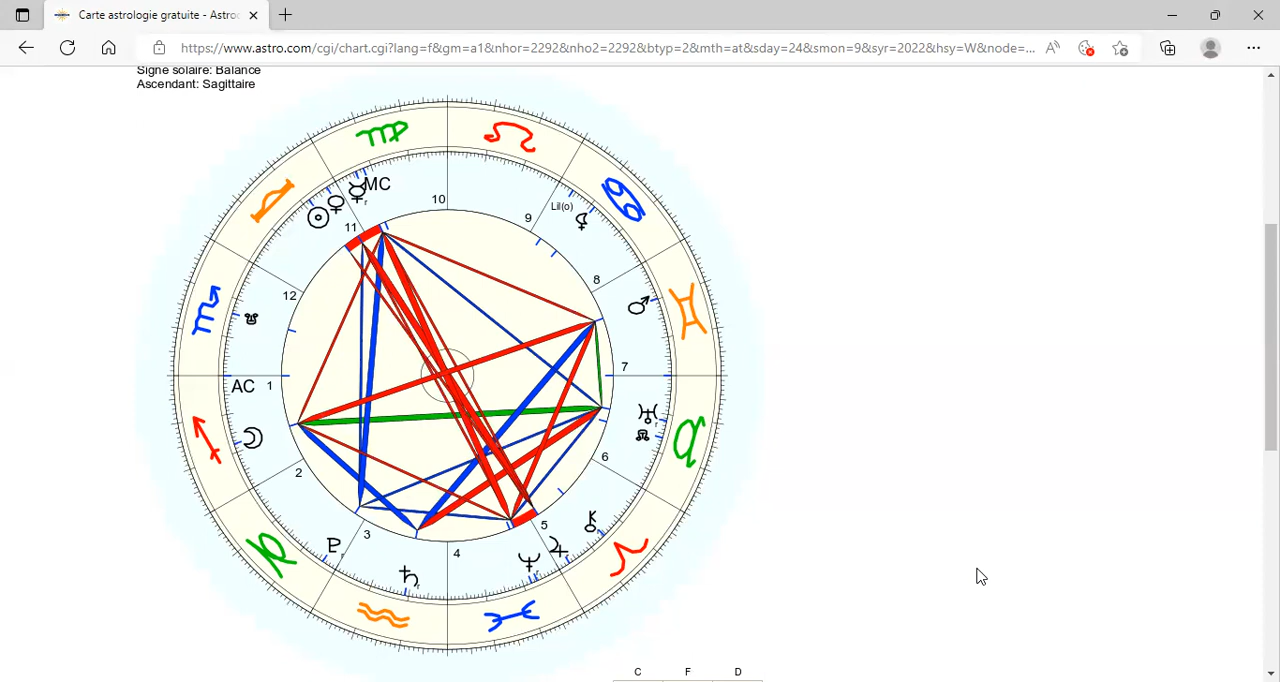 Carte astrologie gratuite - Astrod
https://www.astro.com/cgi/chart.cgi?lang=f&gm=a1&nhor=2292&nho2=2292&btyp=2&mth=at&sday=24&smon=9&syr=2022&hsy=W&node=...
Signe solaire: Balance
Ascendant: Sagittaire
MC
10
Lil(o)
9
r
11
8
12
7
AC 1
r
6
2
5
3
r
4
r
r
r
r
C F D